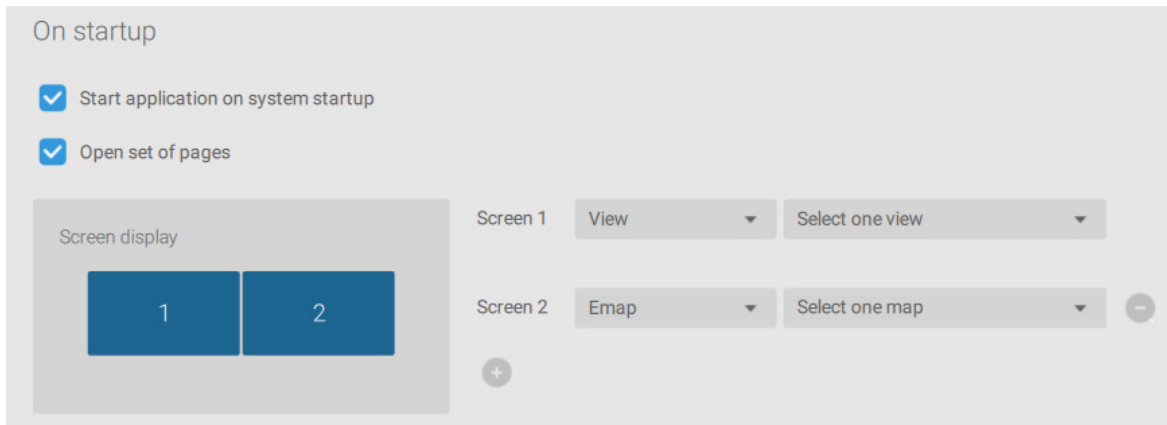 On startup
Start application on system startup
Open set of pages
Screen display
1 2
Screen 1 View Select one view
Screen 2 Emap Select one map